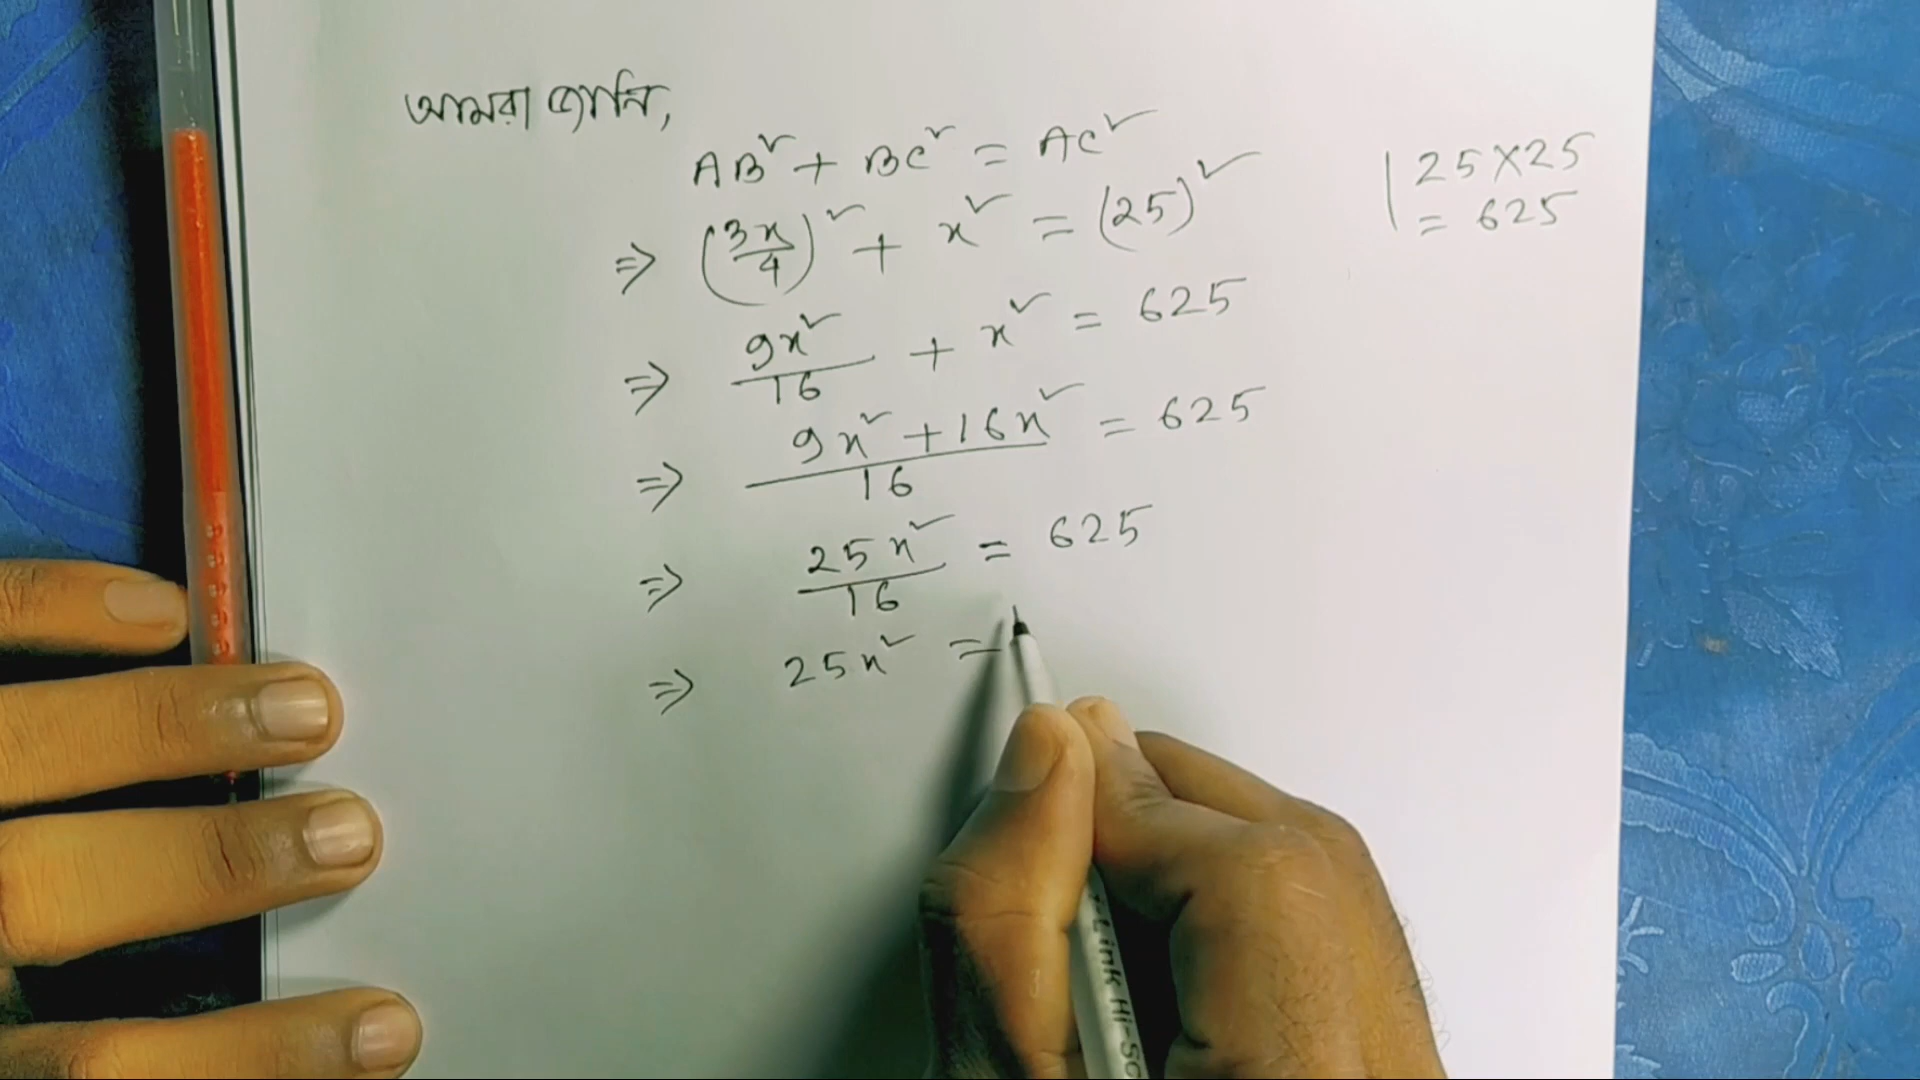 আমরা জানি,
AB² + BC² = AC²
⇒ (3x/4)² + x² = (25)²
| 25×25
= 625
⇒ 9x²/16 + x² = 625
⇒ (9x² + 16x²)/16 = 625
⇒ 25x²/16 = 625
⇒ 25x² =